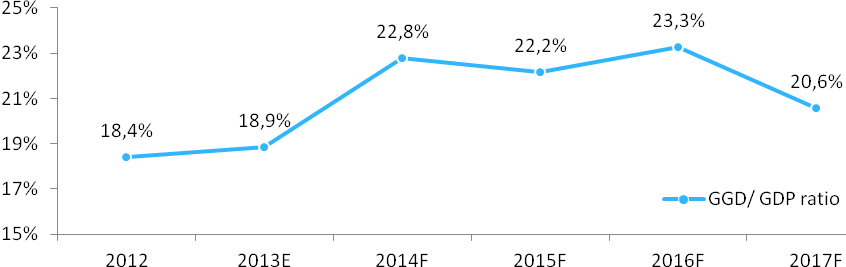 25%
23%
21%
19%
17%
15%
18,4%
18,9%
22,8%
22,2%
23,3%
20,6%
GGD/ GDP ratio
2012
2013E
2014F
2015F
2016F
2017F